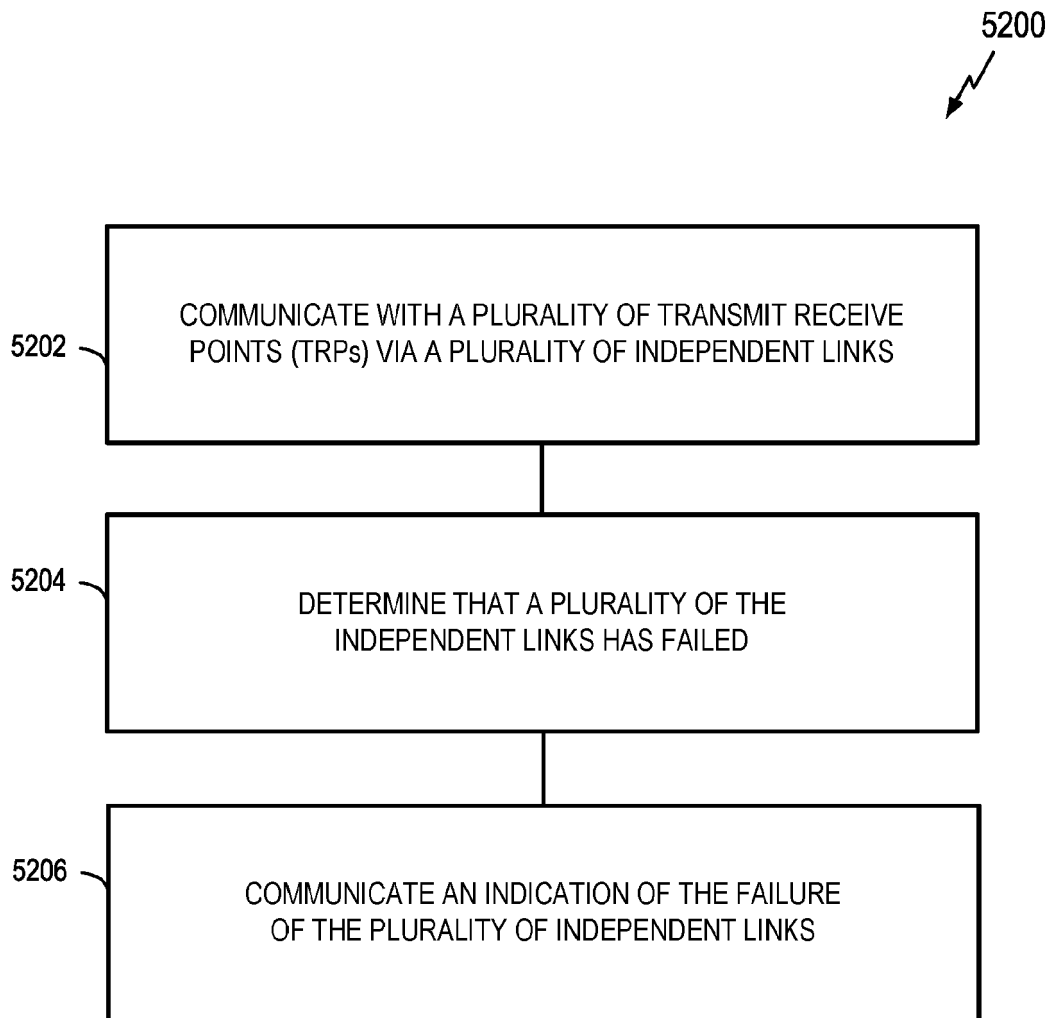 5200
5202
COMMUNICATE WITH A PLURALITY OF TRANSMIT RECEIVE
POINTS (TRPs) VIA A PLURALITY OF INDEPENDENT LINKS
5204
DETERMINE THAT A PLURALITY OF THE
INDEPENDENT LINKS HAS FAILED
5206
COMMUNICATE AN INDICATION OF THE FAILURE
OF THE PLURALITY OF INDEPENDENT LINKS